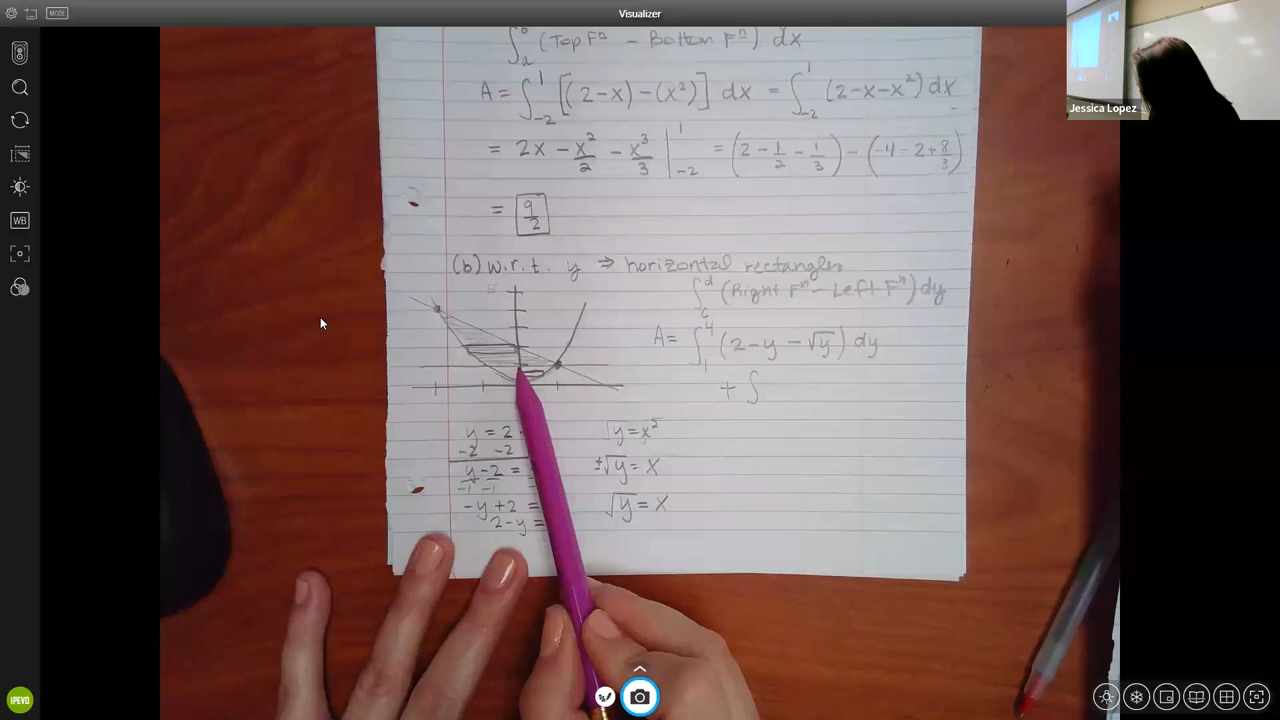 MODE
Visualizer
Jessica Lopez
WB
IPEVO
∫_a^b (Top Fⁿ − Bottom Fⁿ) dx
A = ∫_{-2}^1 [(2−x) − (x²)] dx = ∫_{-2}^1 (2−x−x²) dx
= 2x − x²/2 − x³/3 |_{-2}^1 = (2 − 1/2 − 1/3) − (−4 − 2 + 8/3)
= 9/2
(b) w.r.t. y ⇒ horizontal rectangles
∫_c^d (Right Fⁿ − Left Fⁿ) dy
A = ∫_1^4 (2−y −√y) dy
+ ∫
y = 2
-2 -2
y − 2 =
-1 -1
-y + 2 =
2 - y =
√y = x²
±√y = x
√y = x